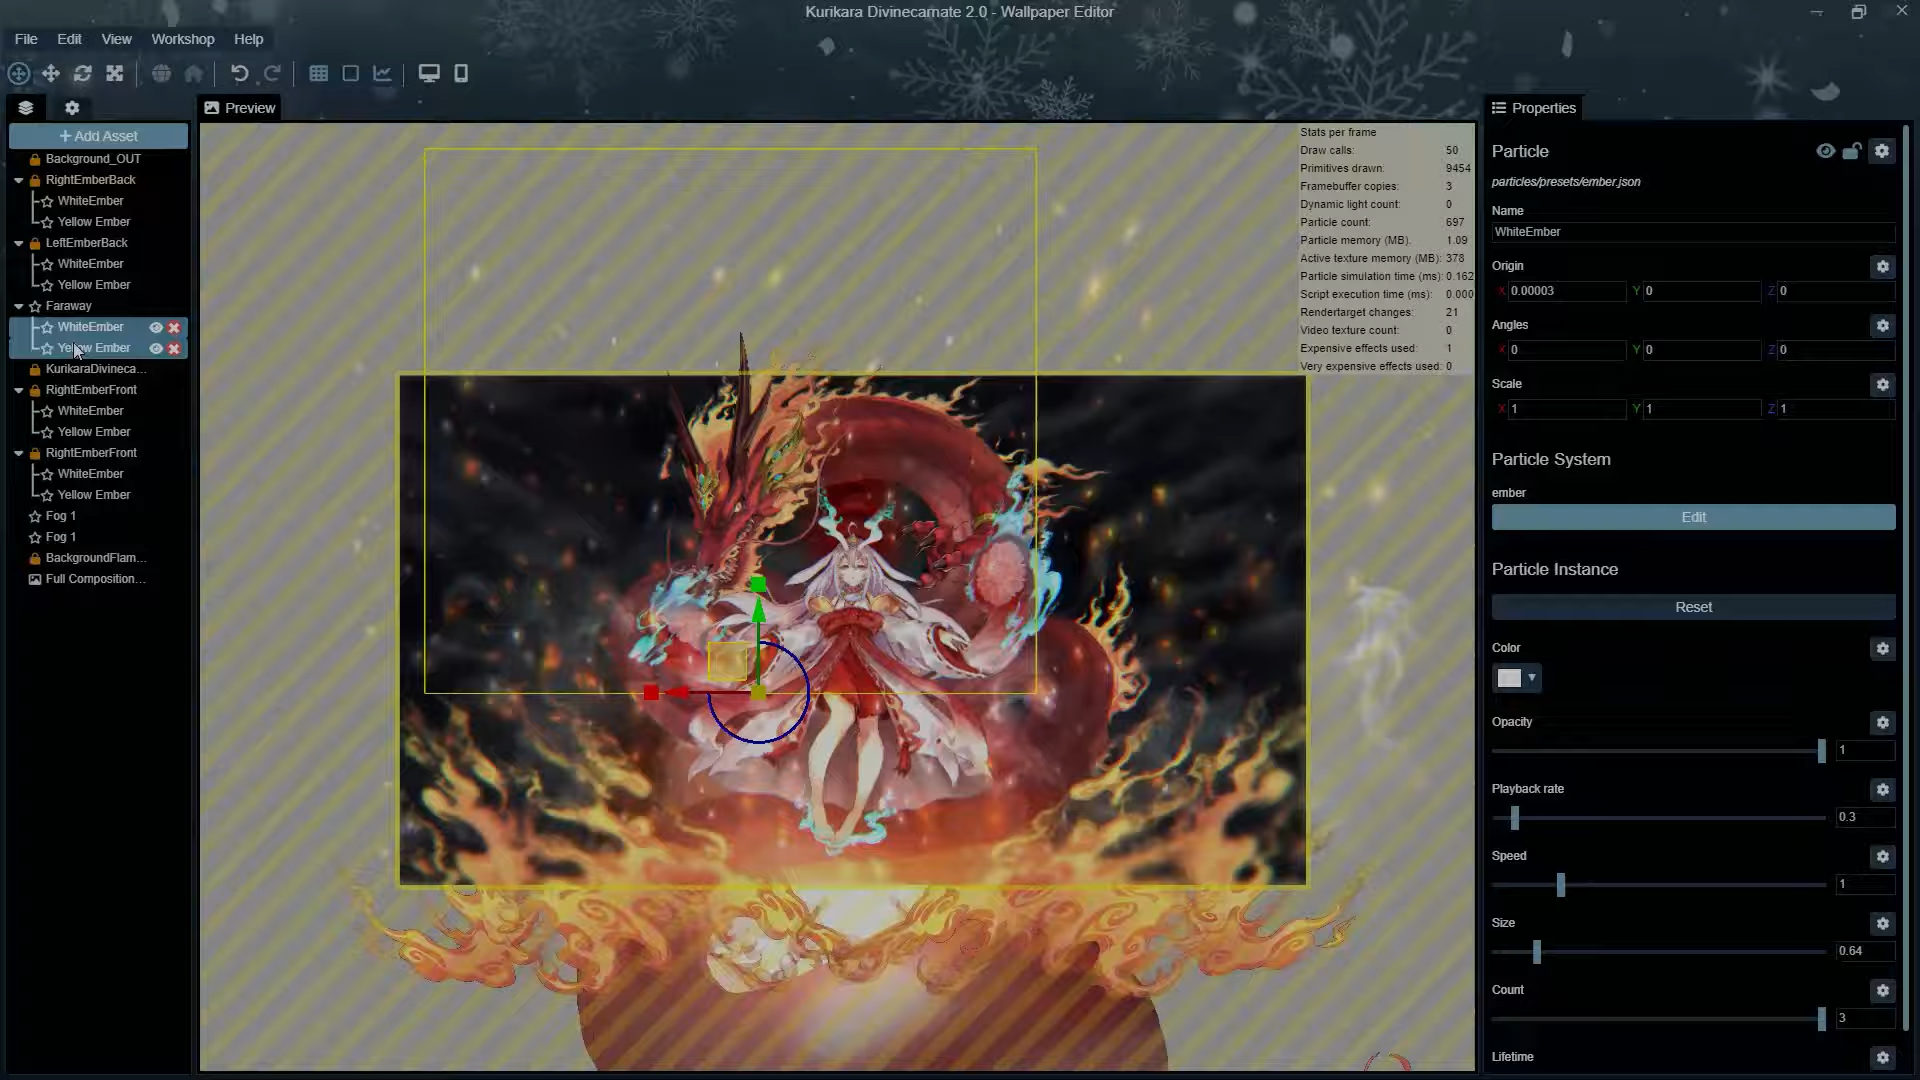 Kurikara Divinecarnate 2.0 - Wallpaper Editor
File
Edit
View
Workshop
Help
Preview
Properties
+ Add Asset
Background_OUT
RightEmberBack
WhiteEmber
Yellow Ember
LeftEmberBack
WhiteEmber
Yellow Ember
Faraway
WhiteEmber
Yellow Ember
KurikaraDivineca...
RightEmberFront
WhiteEmber
Yellow Ember
RightEmberFront
WhiteEmber
Yellow Ember
Fog 1
Fog 1
BackgroundFlam...
Full Composition...
Stats per frame
Draw calls: 50
Primitives drawn: 9454
Framebuffer copies: 3
Dynamic light count: 0
Particle count: 697
Particle memory (MB). 1.09
Active texture memory (MB): 378
Particle simulation time (ms): 0.162
Script execution time (ms): 0.000
Rendertarget changes: 21
Video texture count: 0
Expensive effects used: 1
Very expensive effects used: 0
Particle
particles/presets/ember.json
Name
WhiteEmber
Origin
X 0.00003 Y 0 Z 0
Angles
X 0 Y 0 Z 0
Scale
X 1 Y 1 Z 1
Particle System
ember
Edit
Particle Instance
Reset
Color
Opacity
1
Playback rate
0.3
Speed
1
Size
0.64
Count
3
Lifetime